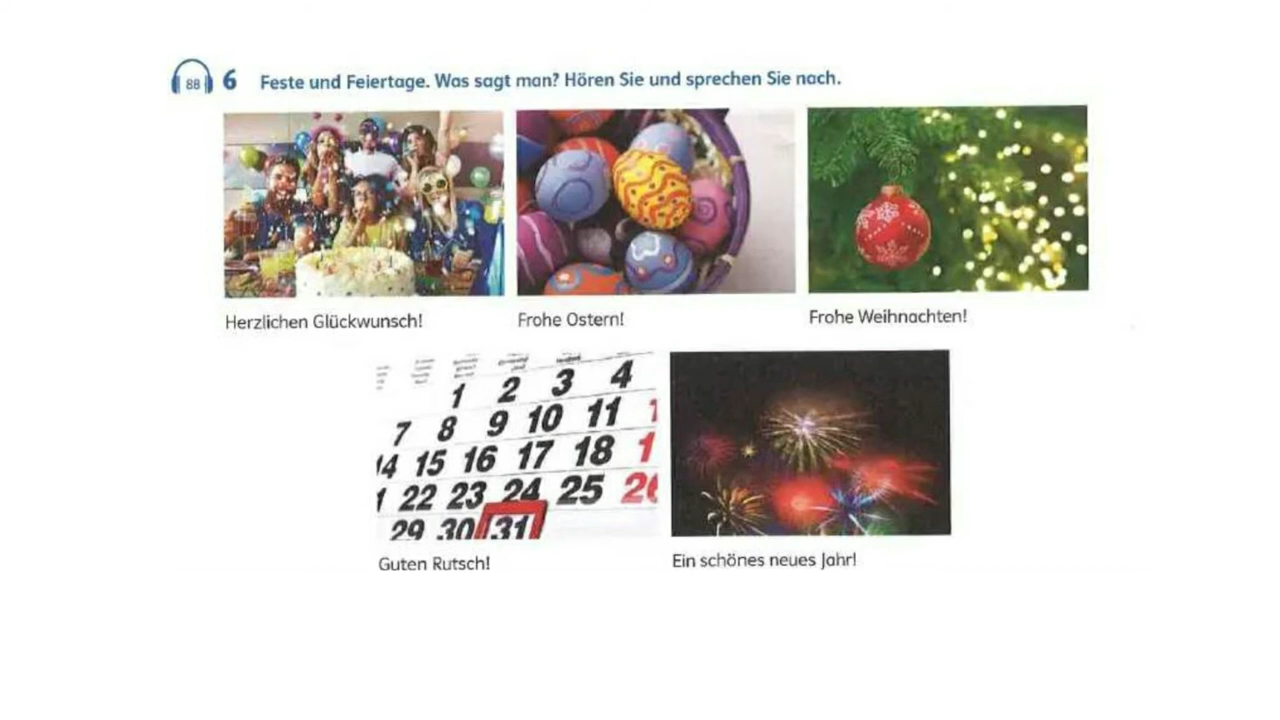 88 6 Feste und Feiertage. Was sagt man? Hören Sie und sprechen Sie nach.
Herzlichen Glückwunsch!
Frohe Ostern!
Frohe Weihnachten!
1 2 3 4
7 8 9 10 11
14 15 16 17 18
22 23 24 25
29 30 31
Guten Rutsch!
Ein schönes neues Jahr!